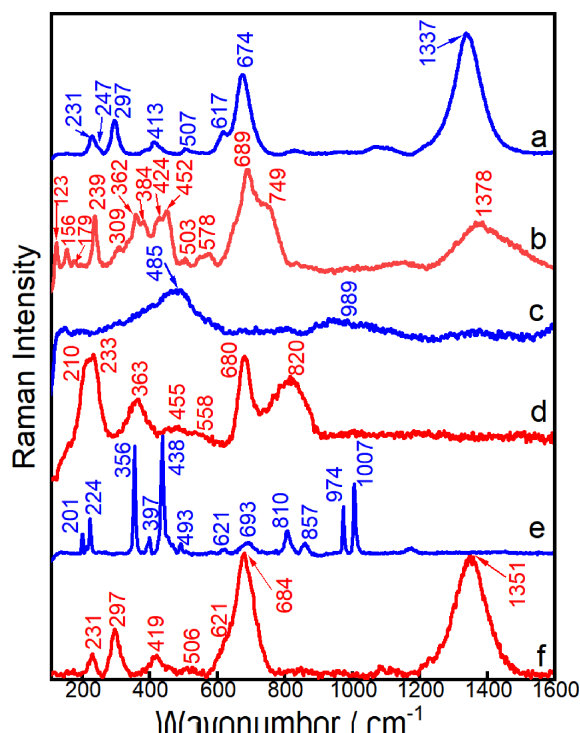 Raman Intensity
231 247 297 413 507 617 674 1337 a
123 156 179 239 309 362 384 424 452 503 578 689 749 1378 b
485 989 c
210 233 363 455 558 680 820 d
201 224 356 397 438 493 621 693 810 857 974 1007 e
231 297 419 506 621 684 1351 f
200 400 600 800 1000 1200 1400 1600
cm-1